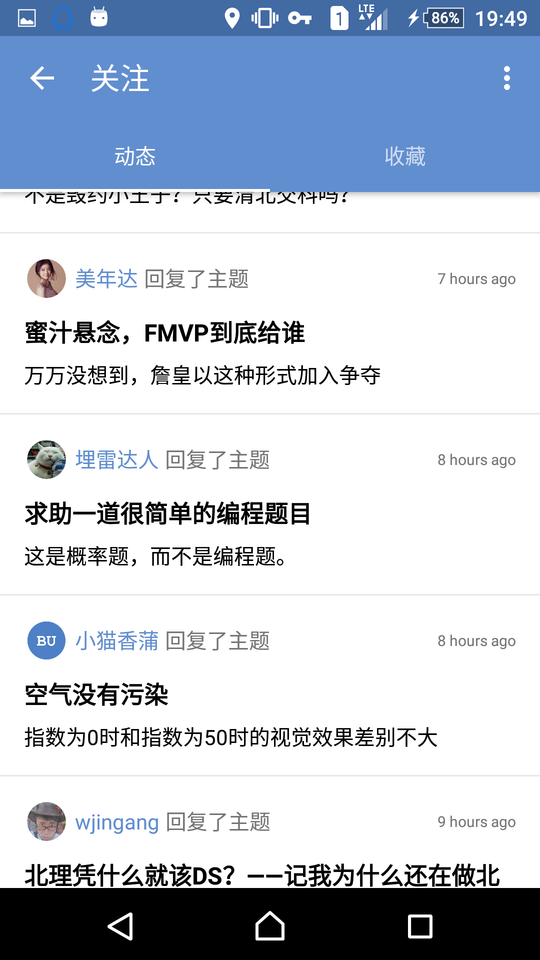 1 LTE 86% 19:49
关注
动态 收藏
不是毁约小王子？只要清北交科吗？
美年达 回复了主题 7 hours ago
蜜汁悬念，FMVP到底给谁
万万没想到，詹皇以这种形式加入争夺
埋雷达人 回复了主题 8 hours ago
求助一道很简单的编程题目
这是概率题，而不是编程题。
BU 小猫香蒲 回复了主题 8 hours ago
空气没有污染
指数为0时和指数为50时的视觉效果差别不大
wjingang 回复了主题 9 hours ago
北理凭什么就该DS？——记我为什么还在做北